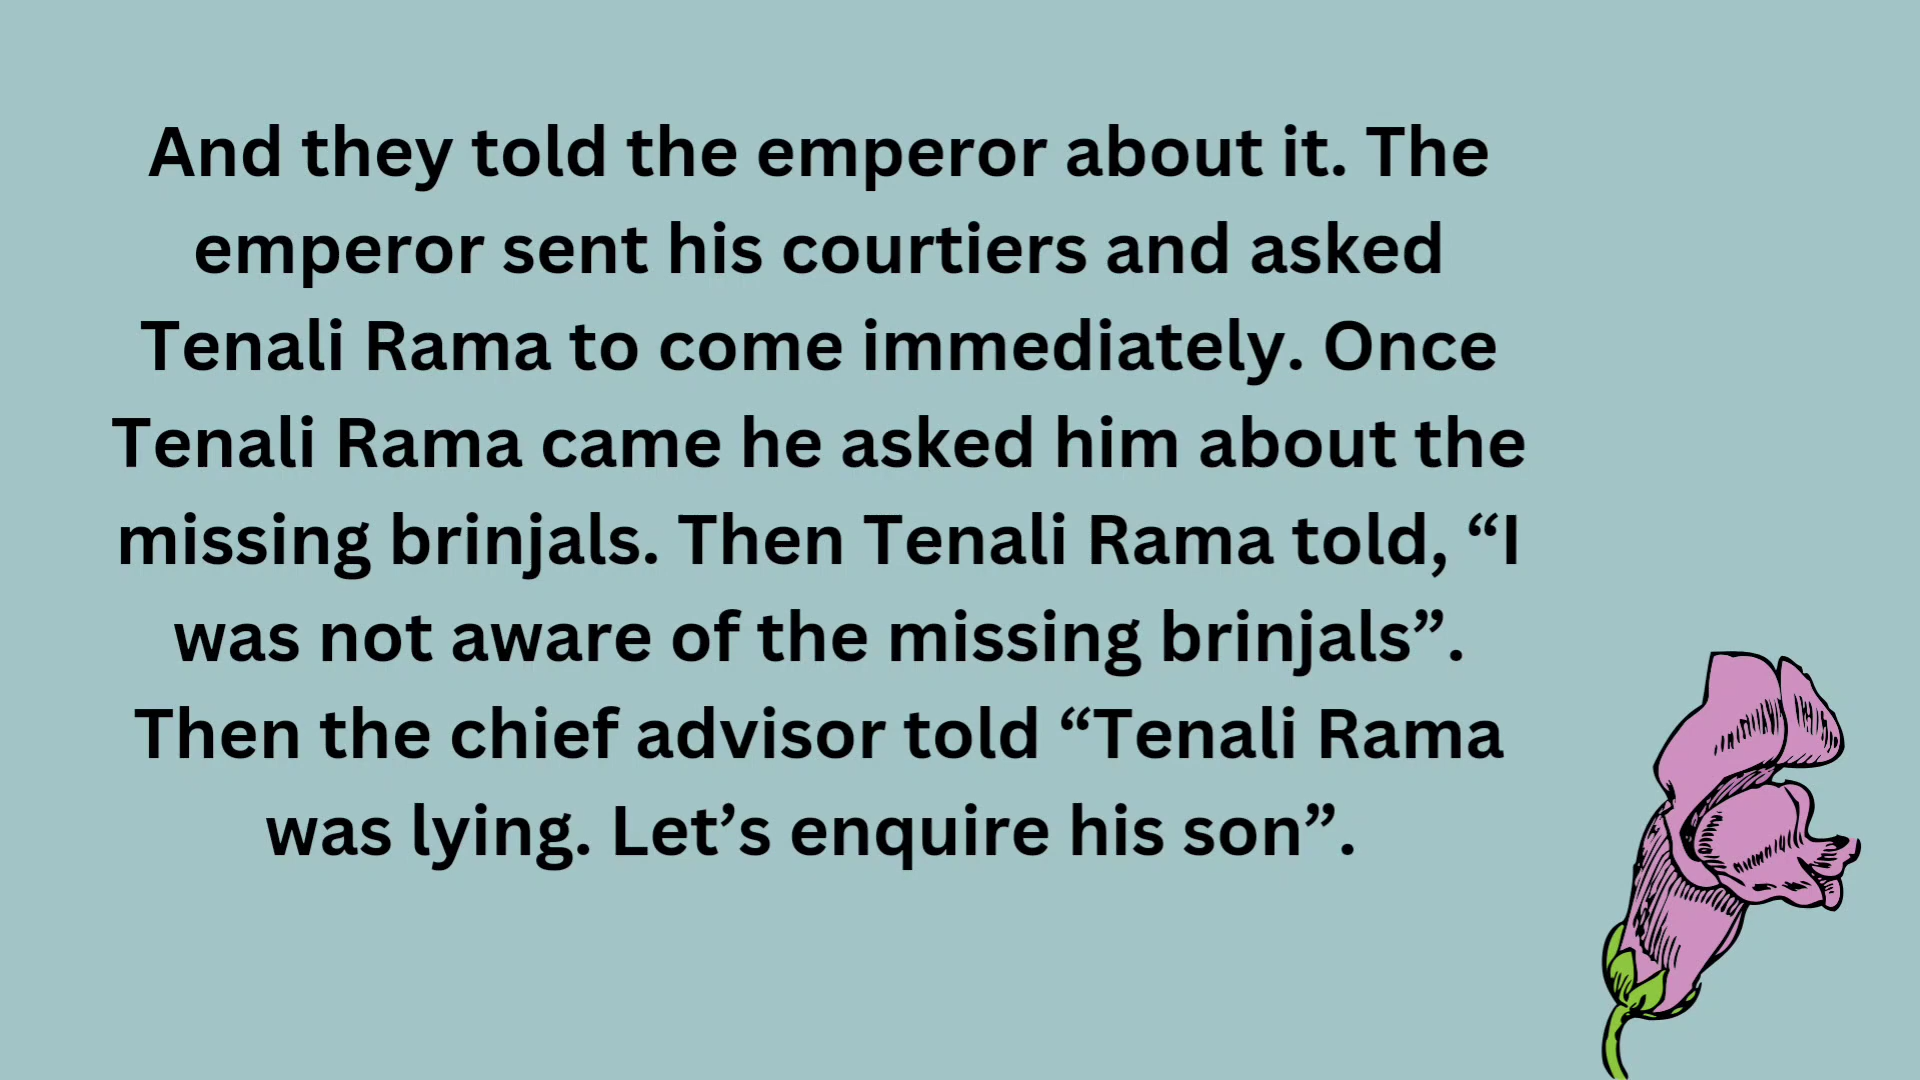 And they told the emperor about it. The
emperor sent his courtiers and asked
Tenali Rama to come immediately. Once
Tenali Rama came he asked him about the
missing brinjals. Then Tenali Rama told, “I
was not aware of the missing brinjals”.
Then the chief advisor told “Tenali Rama
was lying. Let’s enquire his son”.